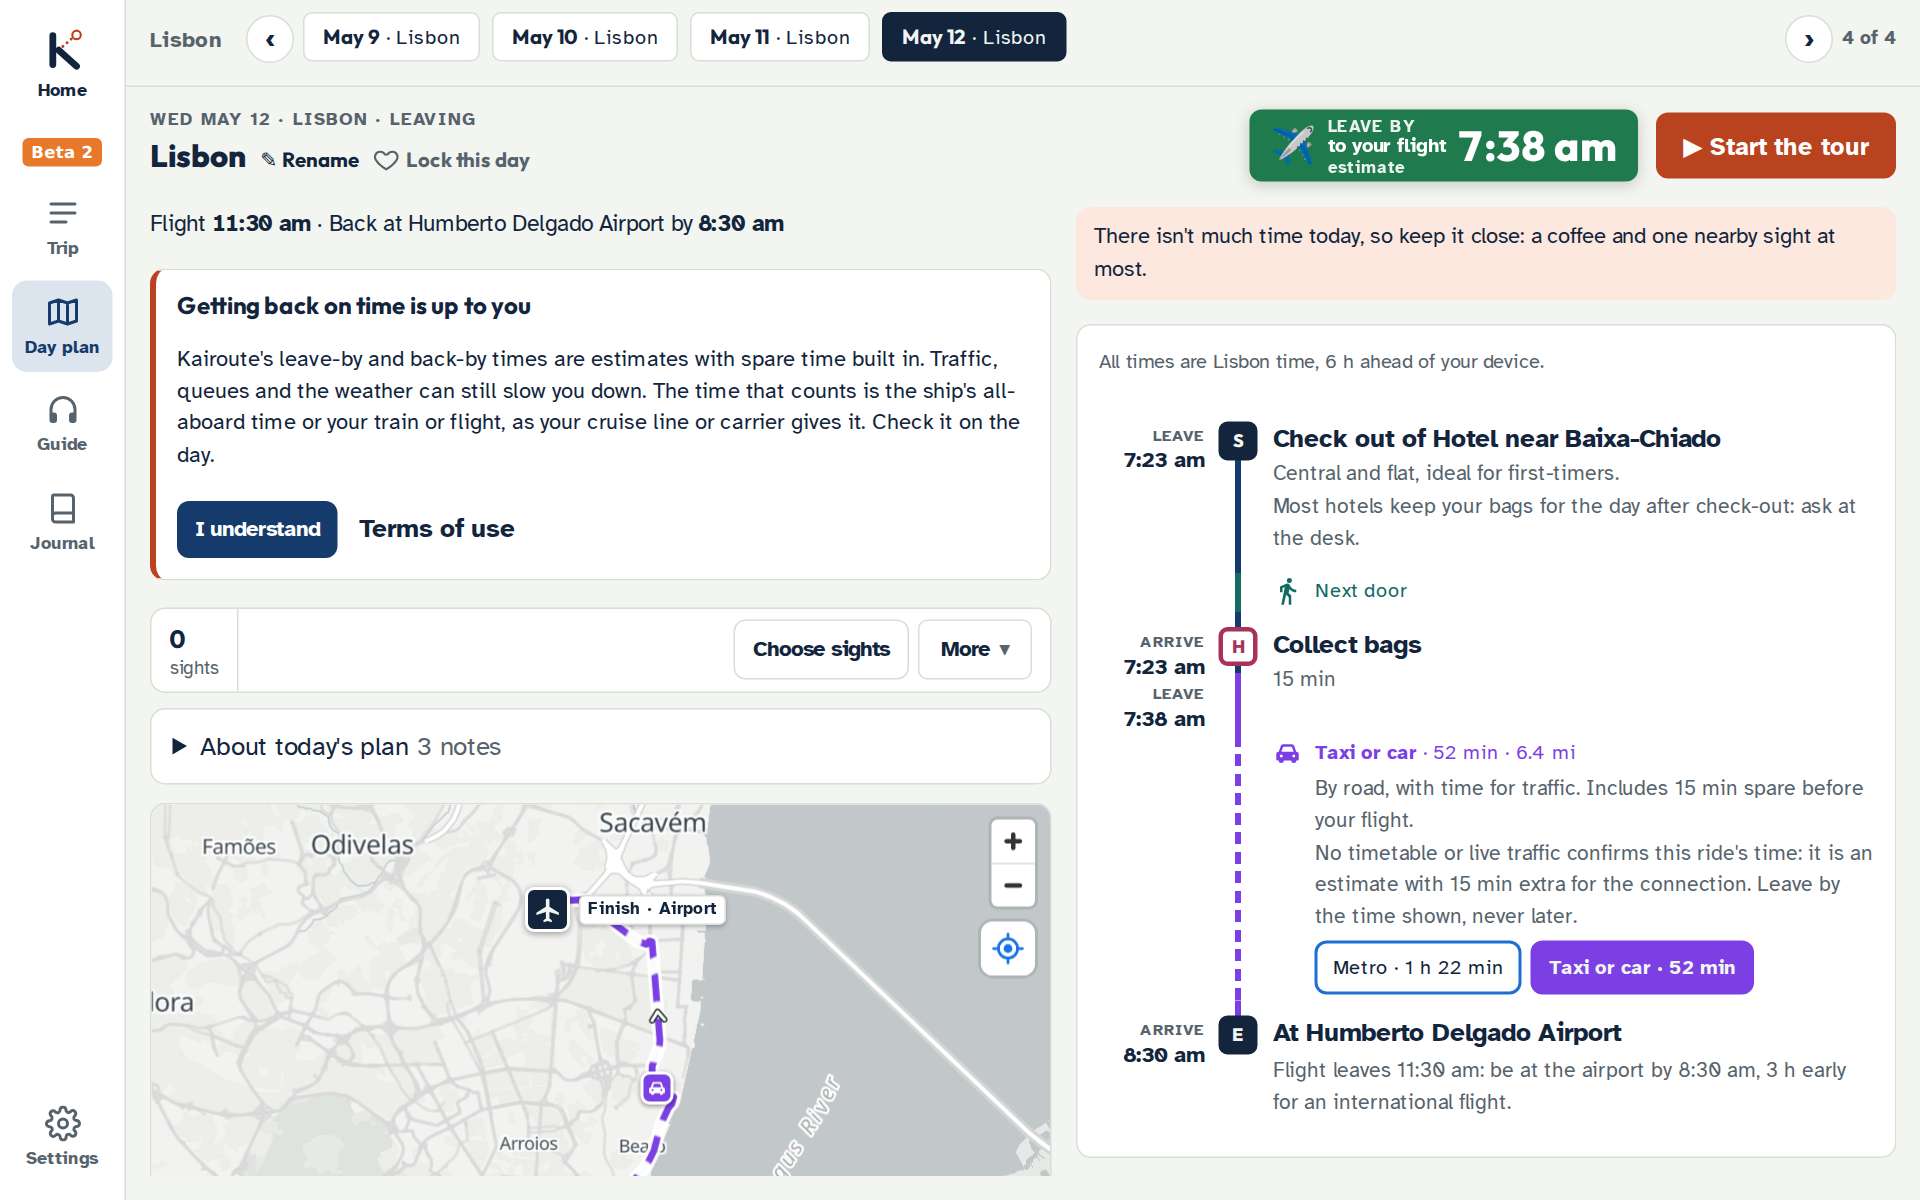 Home
Beta 2
Trip
Day plan
Guide
Journal
Settings
Lisbon
‹
May 9 · Lisbon
May 10 · Lisbon
May 11 · Lisbon
May 12 · Lisbon
›
4 of 4
WED MAY 12 · LISBON · LEAVING
Lisbon
✎ Rename
Lock this day
LEAVE BY
to your flight
estimate
7:38 am
▶ Start the tour
Flight 11:30 am · Back at Humberto Delgado Airport by 8:30 am
Getting back on time is up to you
Kairoute's leave-by and back-by times are estimates with spare time built in. Traffic,
queues and the weather can still slow you down. The time that counts is the ship's all-
aboard time or your train or flight, as your cruise line or carrier gives it. Check it on the
day.
I understand
Terms of use
0
sights
Choose sights
More ▼
▶ About today's plan 3 notes
Sacavém
Famões
Odivelas
Finish · Airport
lora
Arroios
gus River
+
−
There isn't much time today, so keep it close: a coffee and one nearby sight at
most.
All times are Lisbon time, 6 h ahead of your device.
LEAVE
7:23 am
S
Check out of Hotel near Baixa-Chiado
Central and flat, ideal for first-timers.
Most hotels keep your bags for the day after check-out: ask at
the desk.
Next door
ARRIVE
7:23 am
LEAVE
7:38 am
H
Collect bags
15 min
Taxi or car · 52 min · 6.4 mi
By road, with time for traffic. Includes 15 min spare before
your flight.
No timetable or live traffic confirms this ride's time: it is an
estimate with 15 min extra for the connection. Leave by
the time shown, never later.
Metro · 1 h 22 min
Taxi or car · 52 min
ARRIVE
8:30 am
E
At Humberto Delgado Airport
Flight leaves 11:30 am: be at the airport by 8:30 am, 3 h early
for an international flight.